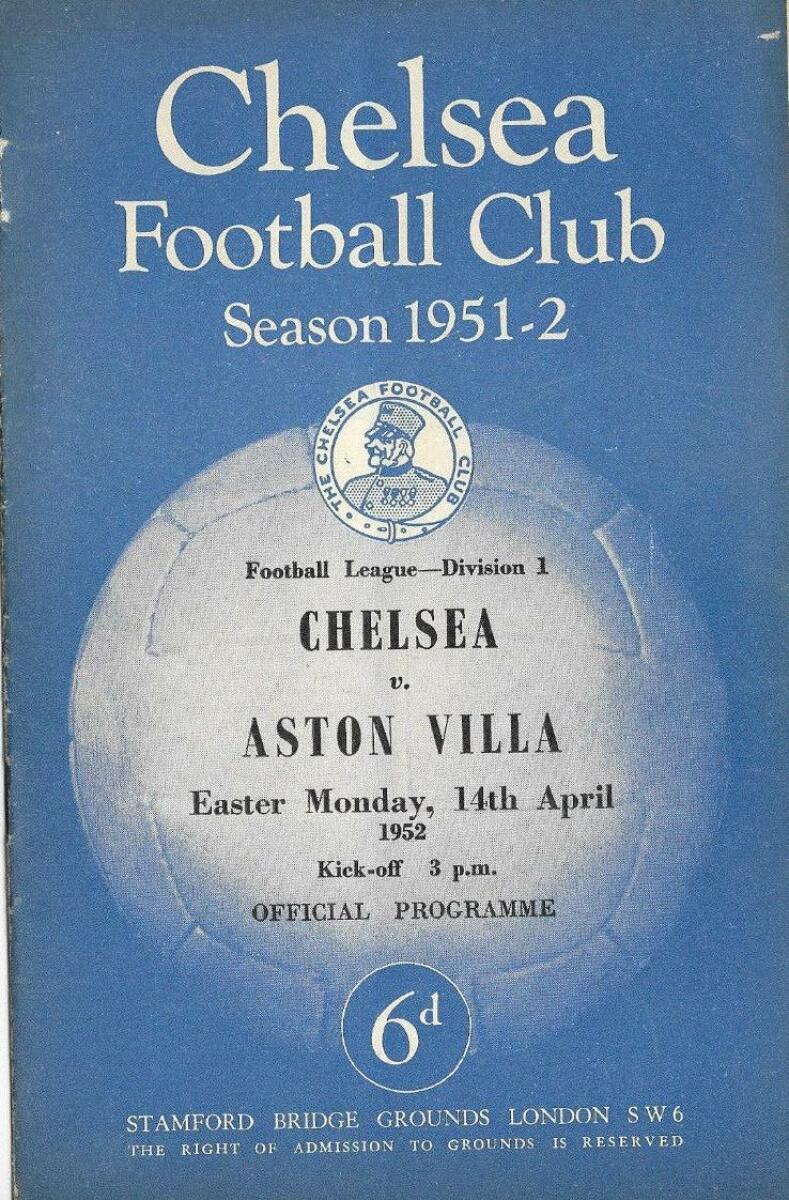 Chelsea
Football Club
Season 1951-2
THE CHELSEA FOOTBALL CLUB
Football League—Division 1
CHELSEA
v.
ASTON VILLA
Easter Monday, 14th April
1952
Kick-off 3 p.m.
OFFICIAL PROGRAMME
6d
STAMFORD BRIDGE GROUNDS LONDON SW6
THE RIGHT OF ADMISSION TO GROUNDS IS RESERVED